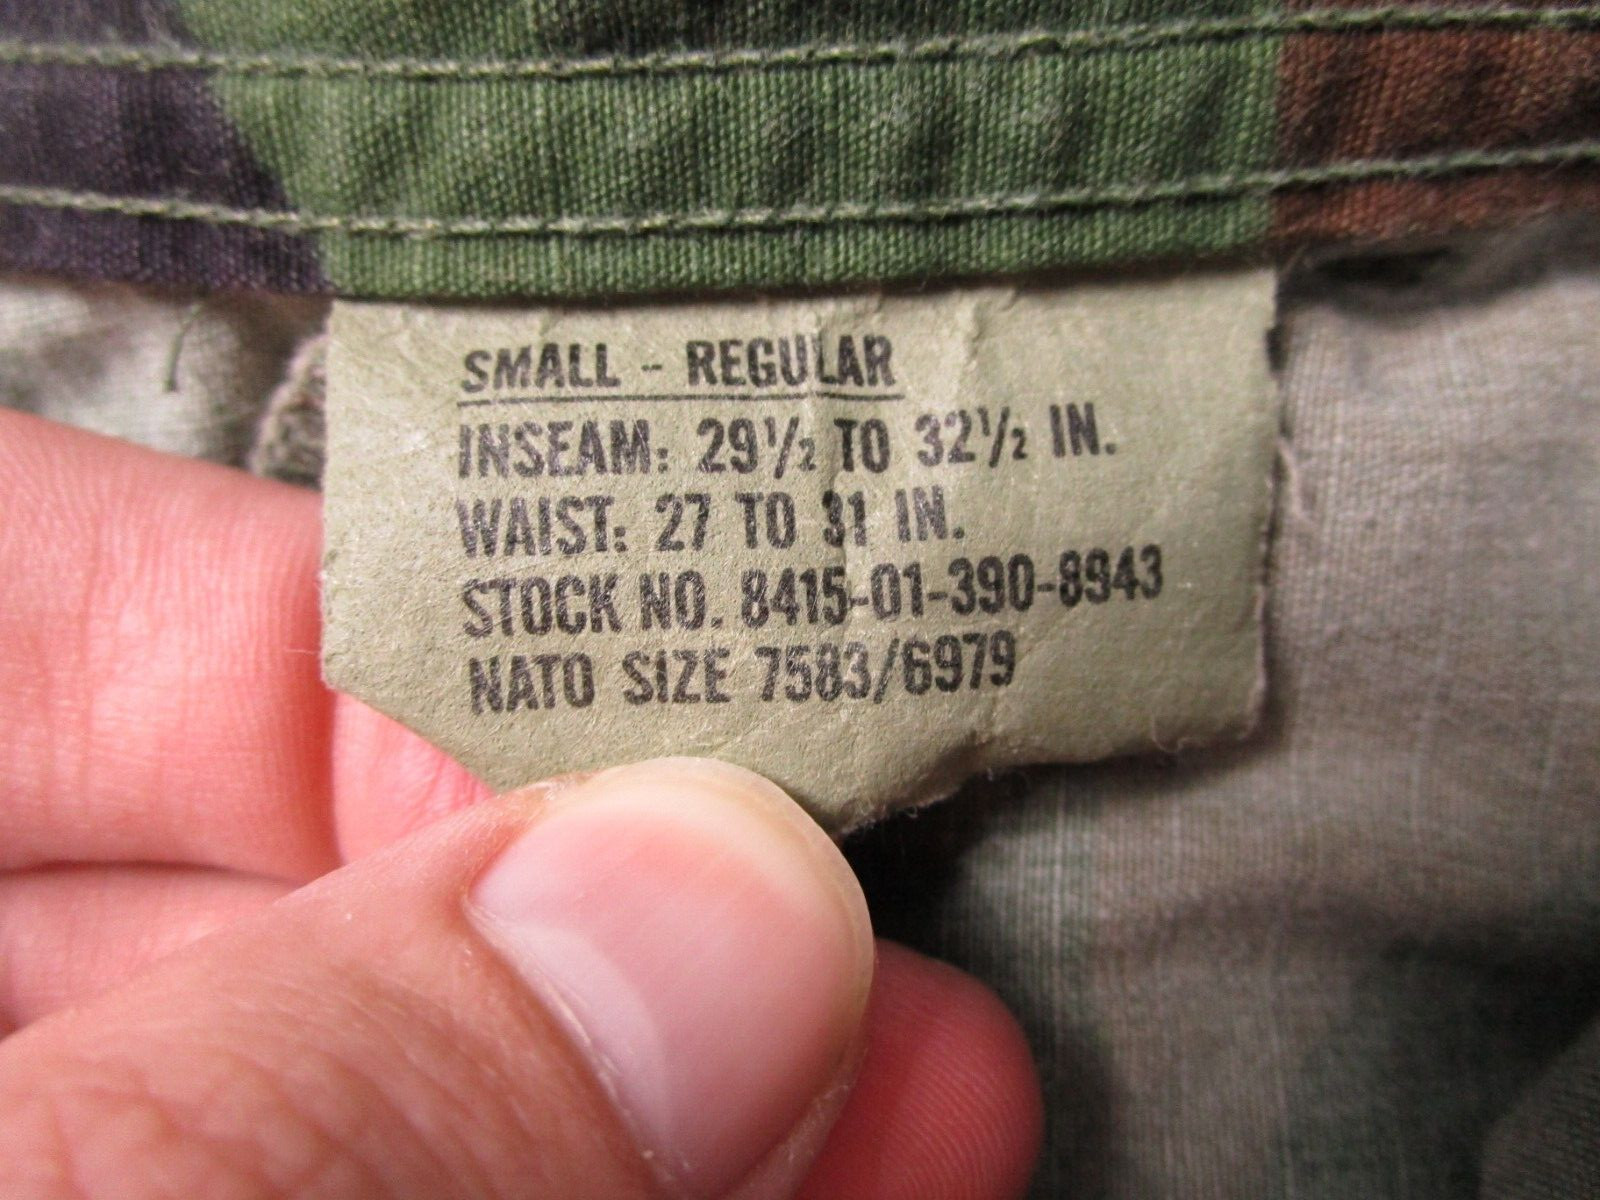 SMALL - REGULAR
INSEAM: 29½ TO 32½ IN.
WAIST: 27 TO 31 IN.
STOCK NO. 8415-01-390-8943
NATO SIZE 7583/6979